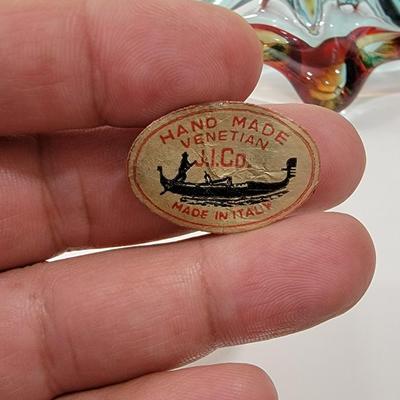 HAND MADE
VENETIAN
J.I.Co.
MADE IN ITALY